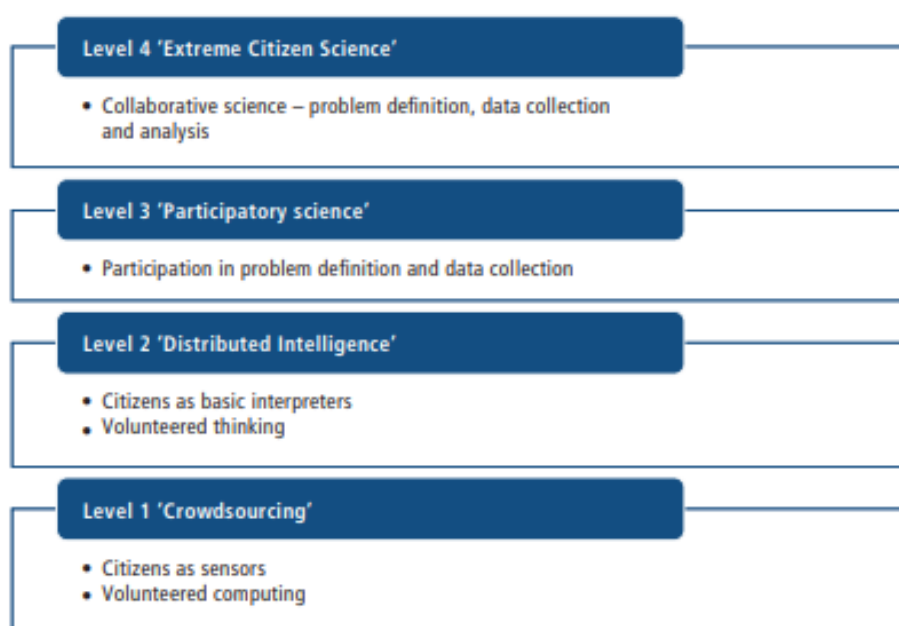 Level 4 ‘Extreme Citizen Science’
• Collaborative science – problem definition, data collection
and analysis
Level 3 ‘Participatory science’
• Participation in problem definition and data collection
Level 2 ‘Distributed Intelligence’
• Citizens as basic interpreters
• Volunteered thinking
Level 1 ‘Crowdsourcing’
• Citizens as sensors
• Volunteered computing